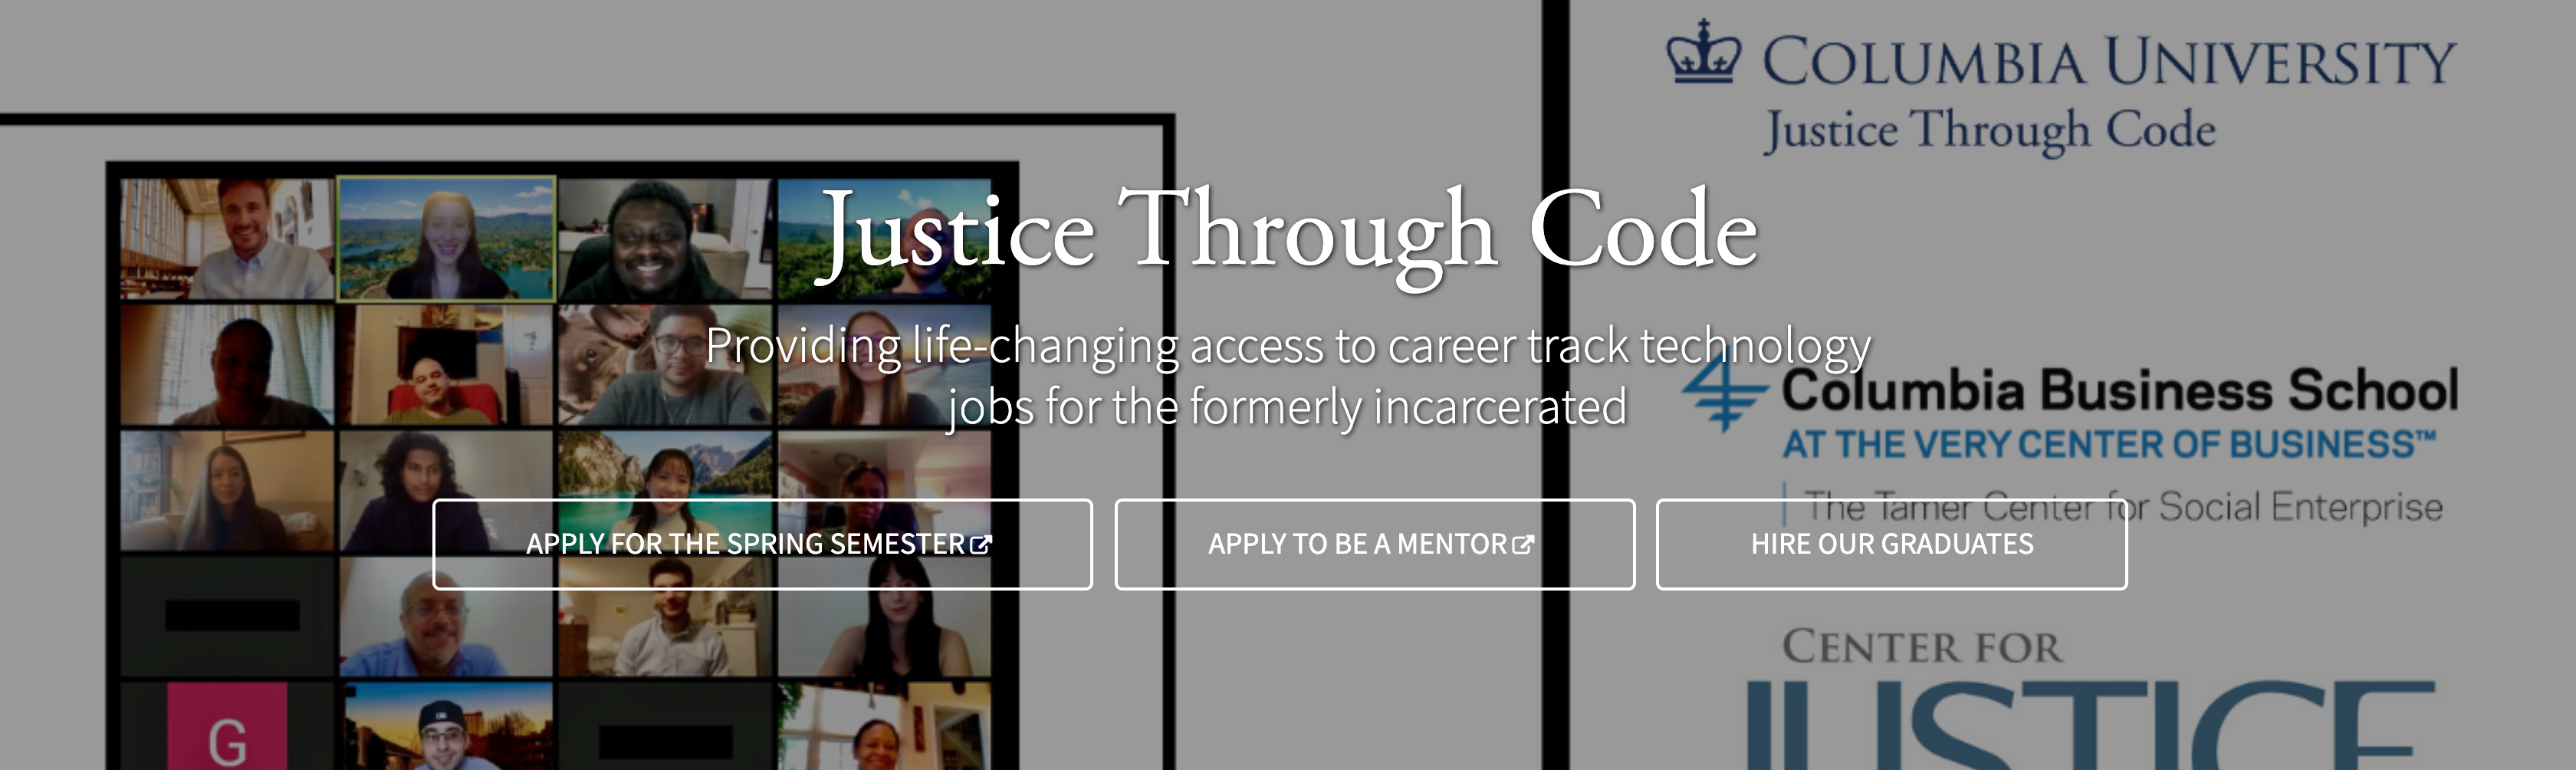 COLUMBIA UNIVERSITY
Justice Through Code
Justice Through Code
Providing life-changing access to career track technology
jobs for the formerly incarcerated
Columbia Business School
AT THE VERY CENTER OF BUSINESS™
The Tamer Center for Social Enterprise
APPLY FOR THE SPRING SEMESTER
APPLY TO BE A MENTOR
HIRE OUR GRADUATES
CENTER FOR
JUSTICE
G